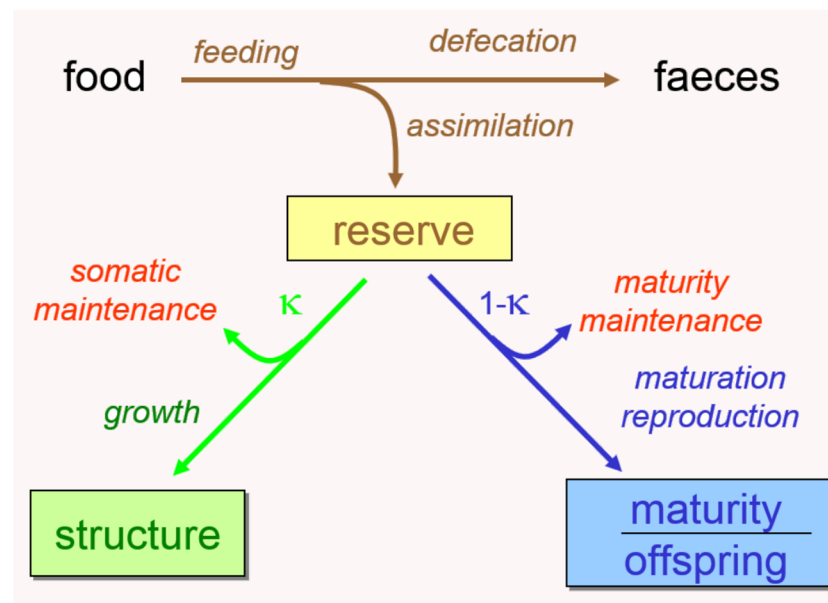 feeding
defecation
food
faeces
assimilation
reserve
somatic
maintenance
κ
1-κ
maturity
maintenance
growth
maturation
reproduction
structure
maturity
offspring